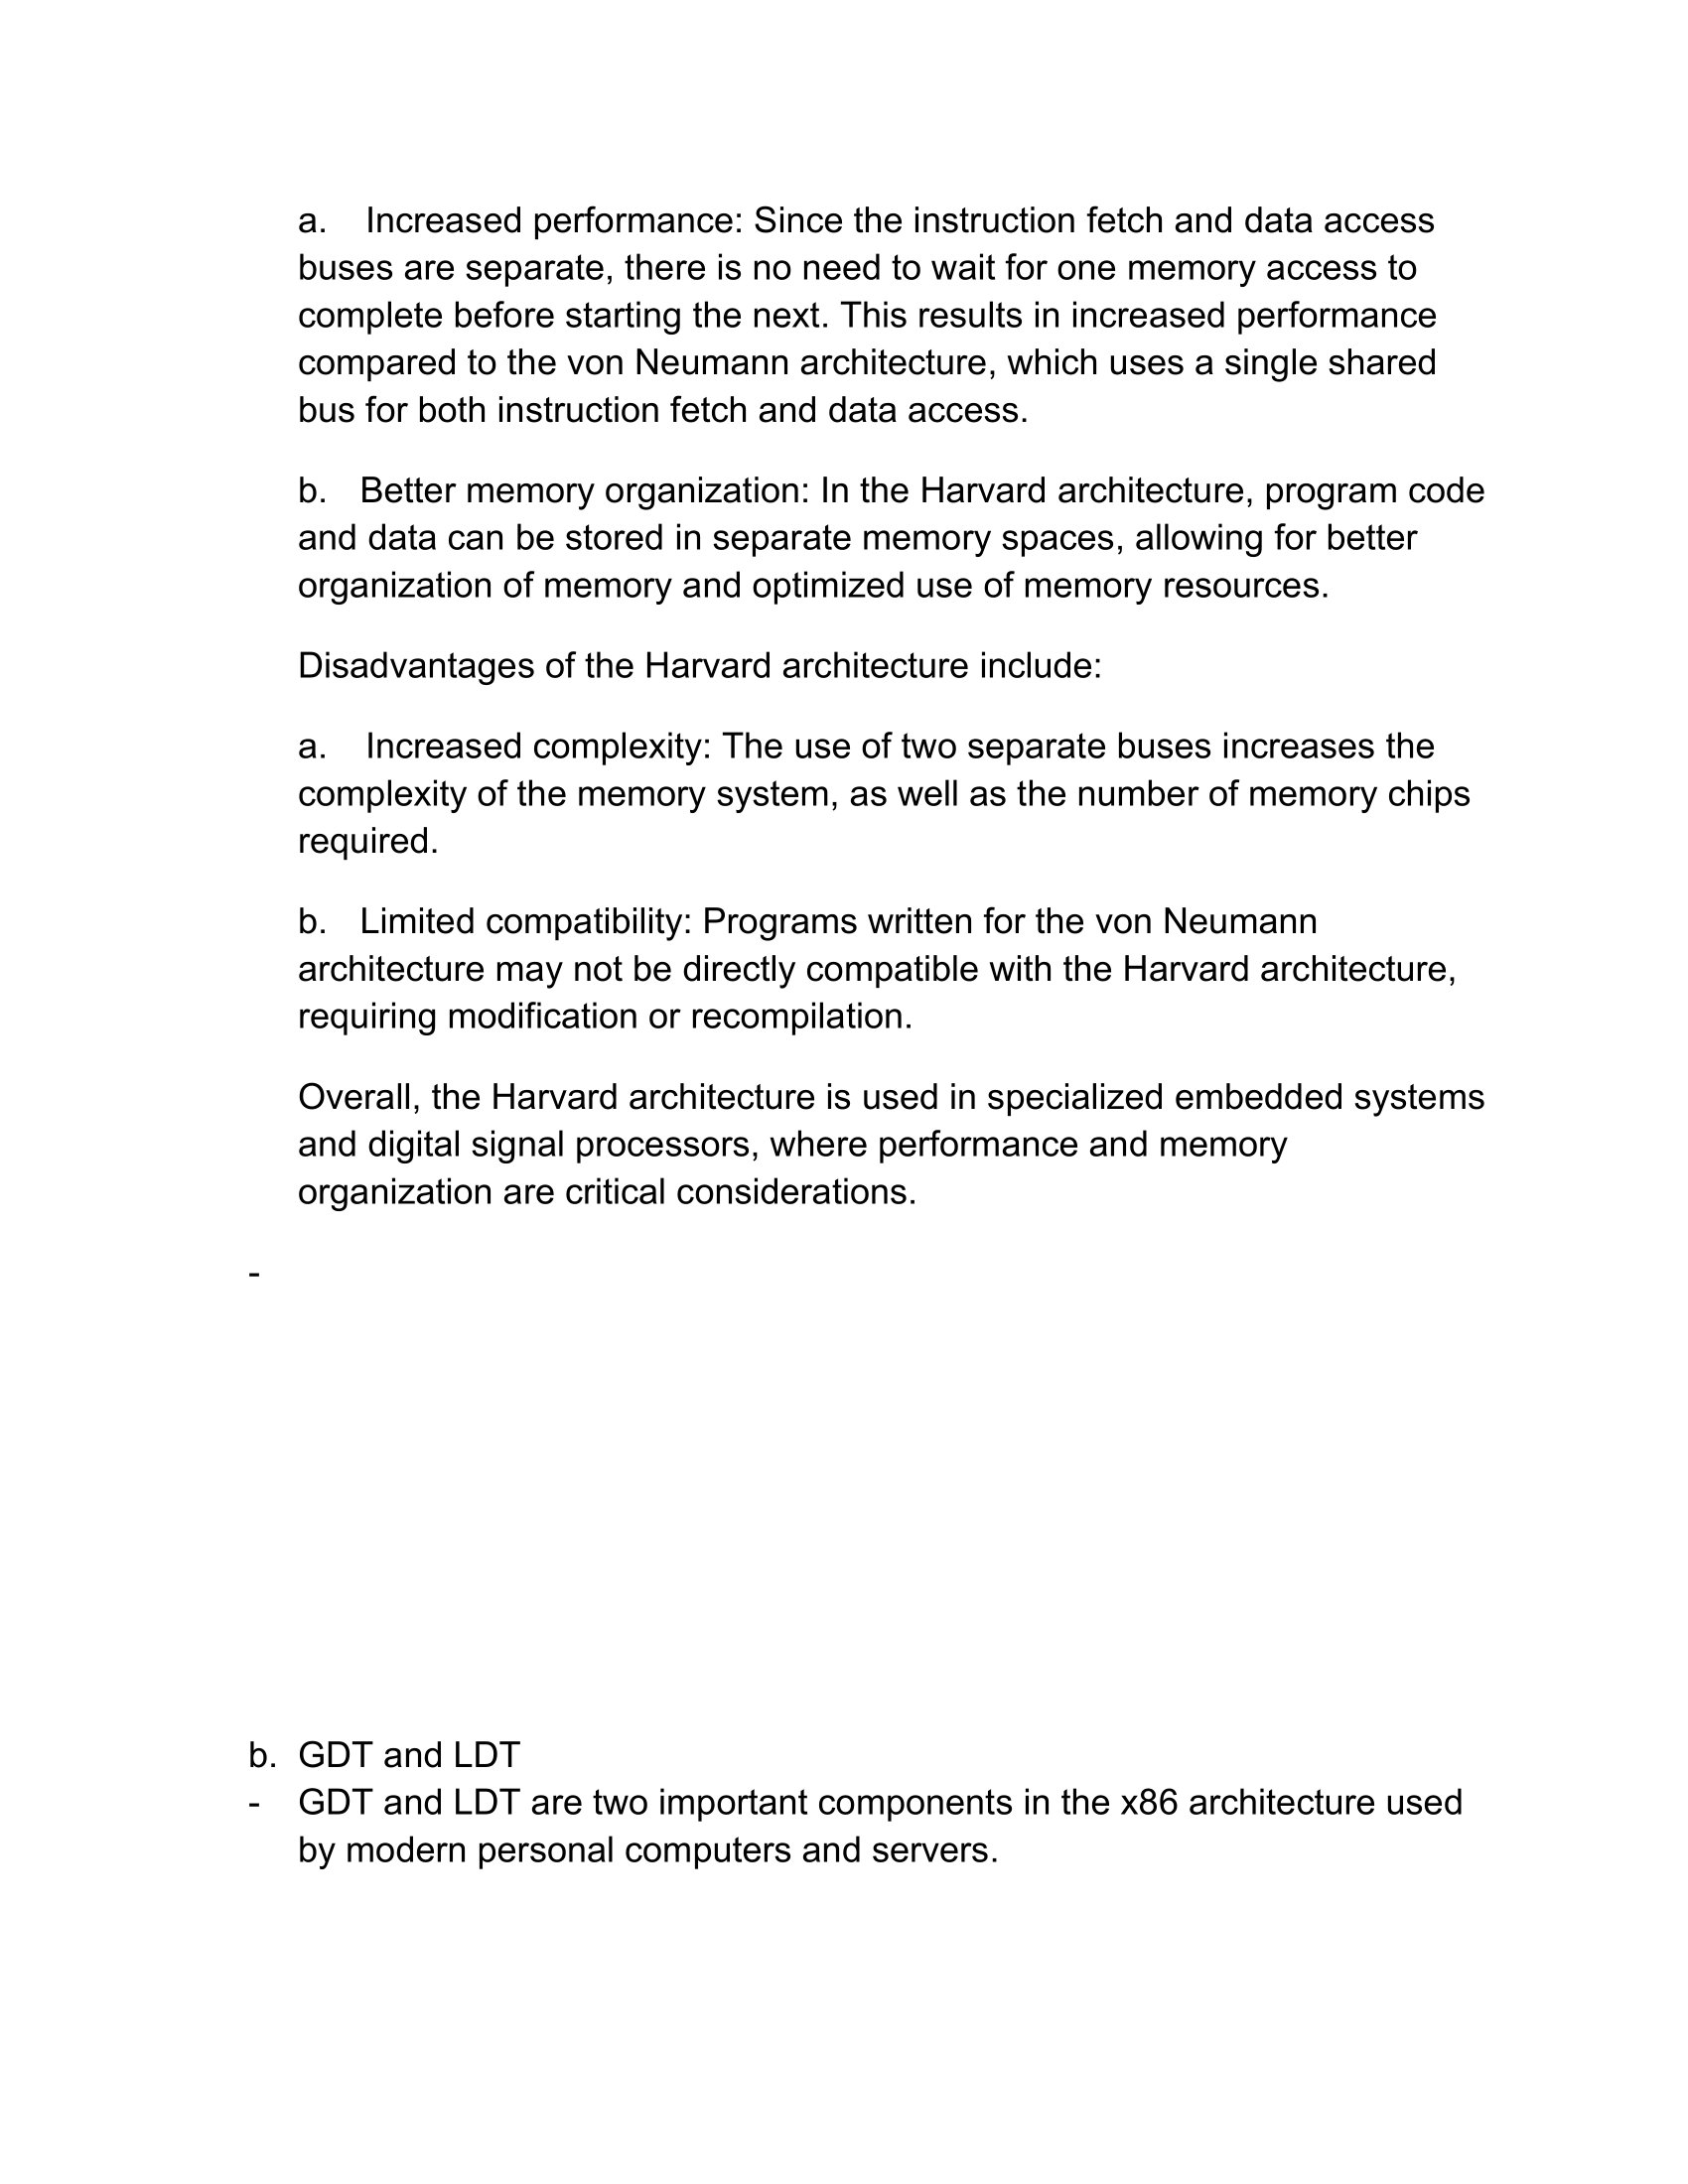 a. Increased performance: Since the instruction fetch and data access
buses are separate, there is no need to wait for one memory access to
complete before starting the next. This results in increased performance
compared to the von Neumann architecture, which uses a single shared
bus for both instruction fetch and data access.
b. Better memory organization: In the Harvard architecture, program code
and data can be stored in separate memory spaces, allowing for better
organization of memory and optimized use of memory resources.
Disadvantages of the Harvard architecture include:
a. Increased complexity: The use of two separate buses increases the
complexity of the memory system, as well as the number of memory chips
required.
b. Limited compatibility: Programs written for the von Neumann
architecture may not be directly compatible with the Harvard architecture,
requiring modification or recompilation.
Overall, the Harvard architecture is used in specialized embedded systems
and digital signal processors, where performance and memory
organization are critical considerations.
-
b. GDT and LDT
- GDT and LDT are two important components in the x86 architecture used
by modern personal computers and servers.